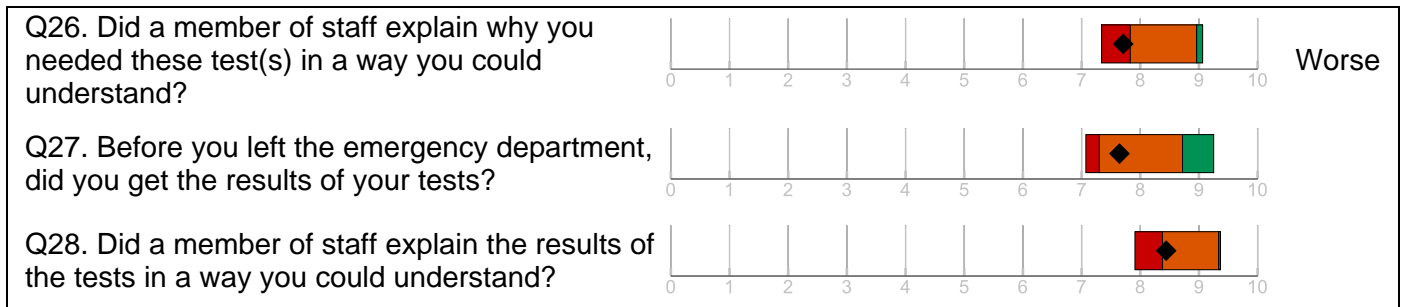 Q26. Did a member of staff explain why you
needed these test(s) in a way you could
understand?
0 1 2 3 4 5 6 7 8 9 10
Worse
Q27. Before you left the emergency department,
did you get the results of your tests?
0 1 2 3 4 5 6 7 8 9 10
Q28. Did a member of staff explain the results of
the tests in a way you could understand?
0 1 2 3 4 5 6 7 8 9 10